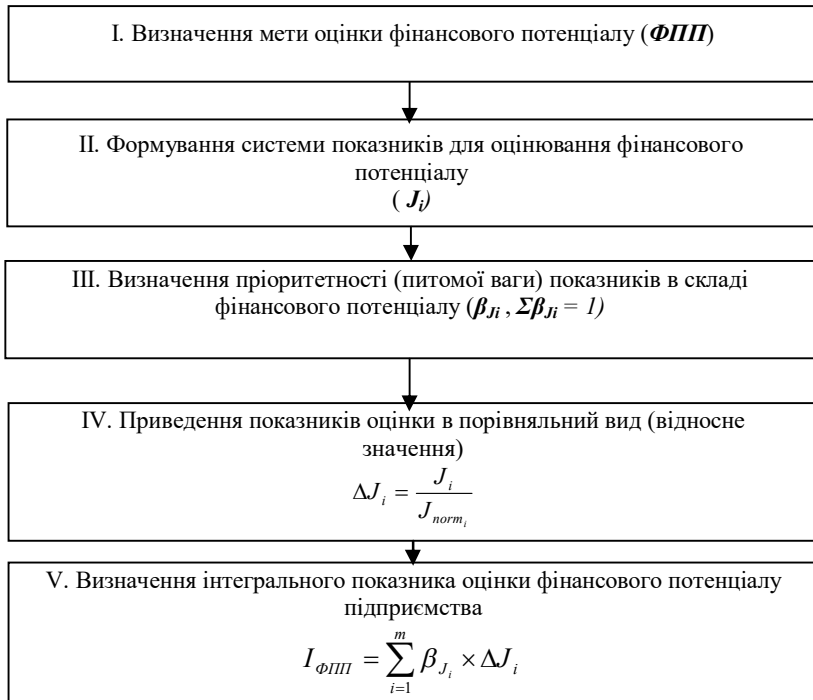 I. Визначення мети оцінки фінансового потенціалу (ФПП)
II. Формування системи показників для оцінювання фінансового
потенціалу
( Ji)
III. Визначення пріоритетності (питомої ваги) показників в складі
фінансового потенціалу (βJi , ΣβJi = 1)
IV. Приведення показників оцінки в порівняльний вид (відносне
значення)
ΔJi = Ji / Jnormi
V. Визначення інтегрального показника оцінки фінансового потенціалу
підприємства
IФПП = ∑i=1m βJi × ΔJi